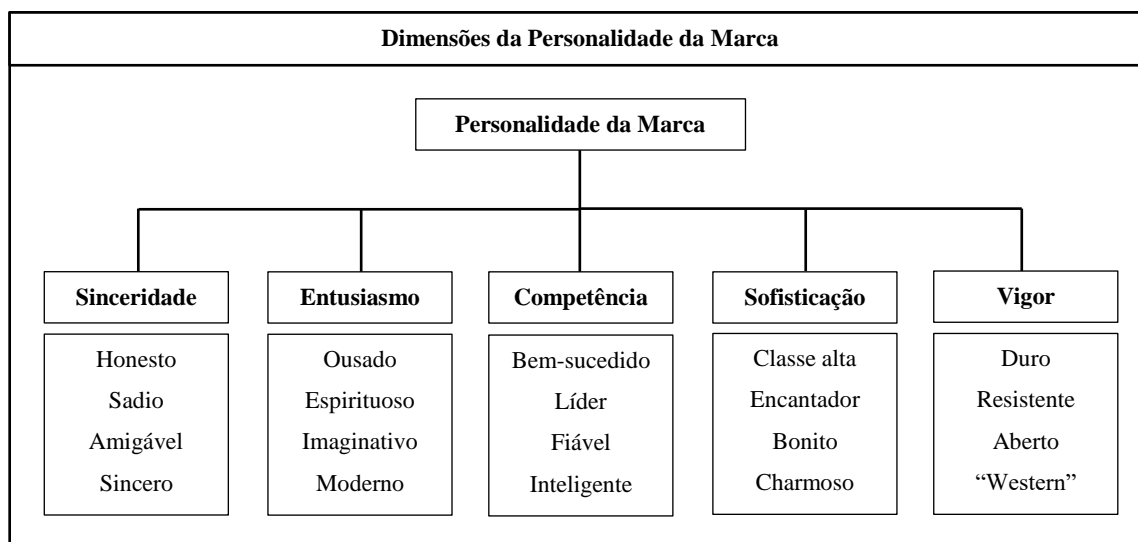 Dimensões da Personalidade da Marca
Personalidade da Marca
Sinceridade
Honesto
Sadio
Amigável
Sincero
Entusiasmo
Ousado
Espirituoso
Imaginativo
Moderno
Competência
Bem-sucedido
Líder
Fiável
Inteligente
Sofisticação
Classe alta
Encantador
Bonito
Charmoso
Vigor
Duro
Resistente
Aberto
“Western”